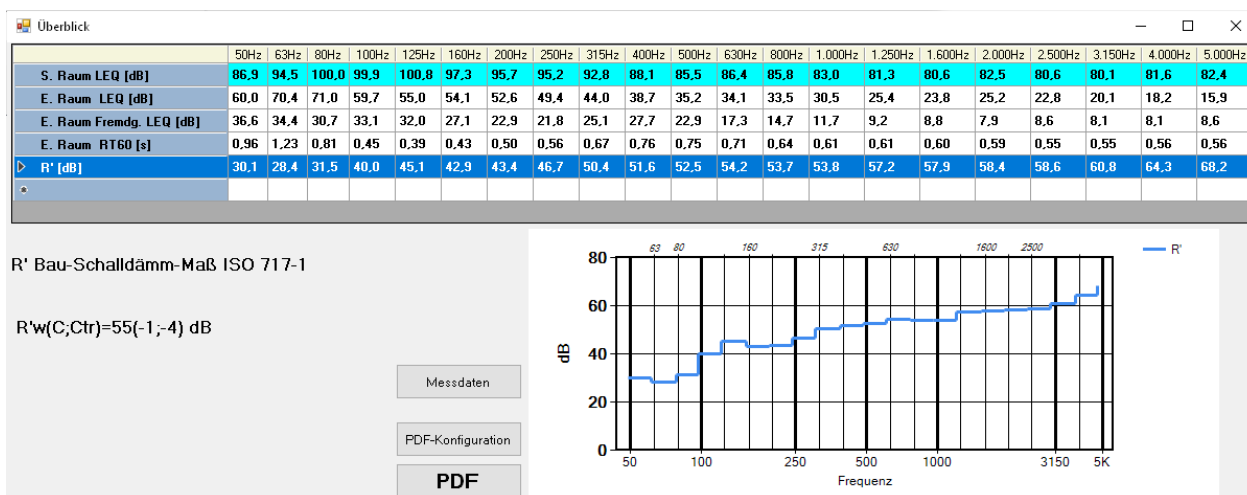 Überblick
50Hz 63Hz 80Hz 100Hz 125Hz 160Hz 200Hz 250Hz 315Hz 400Hz 500Hz 630Hz 800Hz 1.000Hz 1.250Hz 1.600Hz 2.000Hz 2.500Hz 3.150Hz 4.000Hz 5.000Hz
S. Raum LEQ [dB] 86,9 94,5 100,0 99,9 100,8 97,3 95,7 95,2 92,8 88,1 85,5 86,4 85,8 83,0 81,3 80,6 82,5 80,6 80,1 81,6 82,4
E. Raum LEQ [dB] 60,0 70,4 71,0 59,7 55,0 54,1 52,6 49,4 44,0 38,7 35,2 34,1 33,5 30,5 25,4 23,8 25,2 22,8 20,1 18,2 15,9
E. Raum Fremdg. LEQ [dB] 36,6 34,4 30,7 33,1 32,0 27,1 22,9 21,8 25,1 27,7 22,9 17,3 14,7 11,7 9,2 8,8 7,9 8,6 8,1 8,1 8,6
E. Raum RT60 [s] 0,96 1,23 0,81 0,45 0,39 0,43 0,50 0,56 0,67 0,76 0,75 0,71 0,64 0,61 0,61 0,60 0,59 0,55 0,55 0,56 0,56
R' [dB] 30,1 28,4 31,5 40,0 45,1 42,9 43,4 46,7 50,4 51,6 52,5 54,2 53,7 53,8 57,2 57,9 58,4 58,6 60,8 64,3 68,2
R' Bau-Schalldämm-Maß ISO 717-1
R'w(C;Ctr)=55(-1;-4) dB
Messdaten
PDF-Konfiguration
PDF
63 80 160 315 630 1600 2500
R'
80
60
40
20
0
dB
50 100 250 500 1000 3150 5K
Frequenz